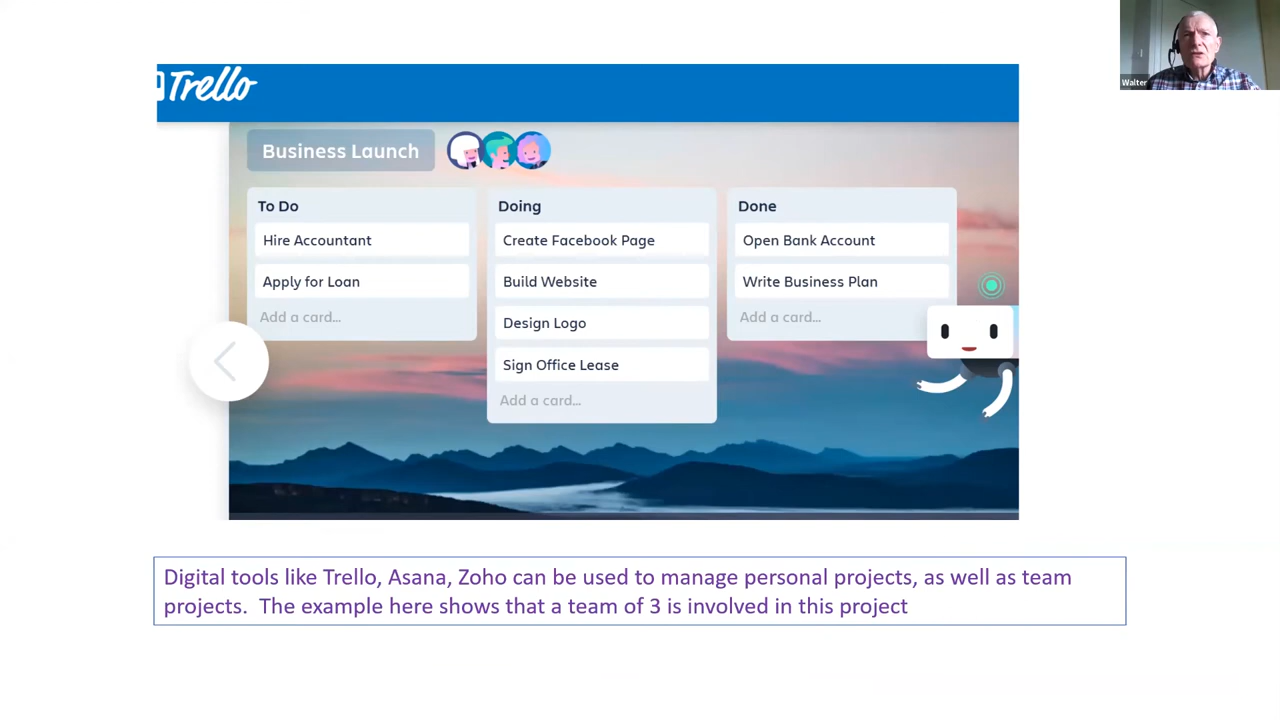 Trello
Walter
Business Launch
To Do
Hire Accountant
Apply for Loan
Add a card...
Doing
Create Facebook Page
Build Website
Design Logo
Sign Office Lease
Add a card...
Done
Open Bank Account
Write Business Plan
Add a card...
Digital tools like Trello, Asana, Zoho can be used to manage personal projects, as well as team
projects. The example here shows that a team of 3 is involved in this project